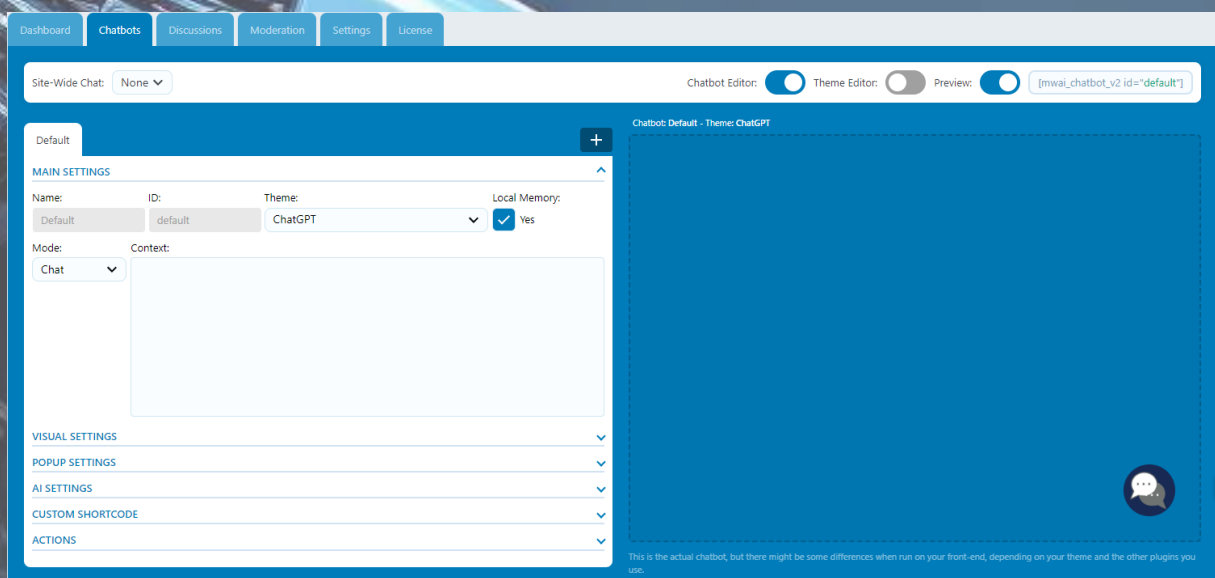 Dashboard Chatbots Discussions Moderation Settings License
Site-Wide Chat: None Chatbot Editor: Theme Editor: Preview: [mwai_chatbot_v2 id="default"]
Default +
Chatbot: Default - Theme: ChatGPT
MAIN SETTINGS
Name: ID: Theme: Local Memory:
Default default ChatGPT Yes
Mode: Context:
Chat
VISUAL SETTINGS
POPUP SETTINGS
AI SETTINGS
CUSTOM SHORTCODE
ACTIONS
This is the actual chatbot, but there might be some differences when run on your front-end, depending on your theme and the other plugins you
use.